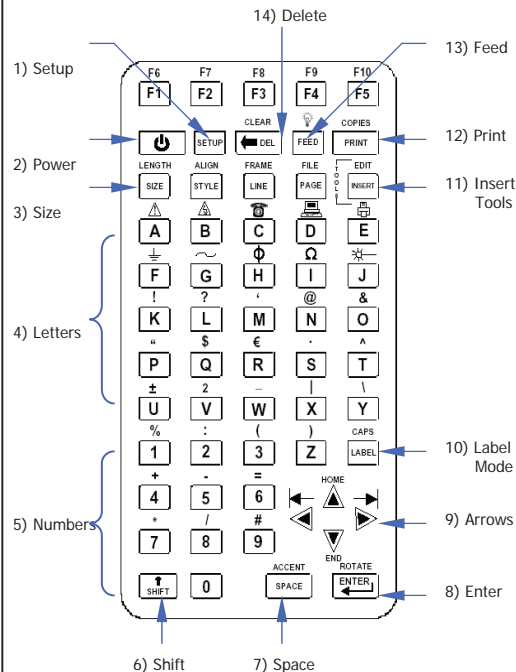 14) Delete
13) Feed
1) Setup
F6 F7 F8 F9 F10
F1 F2 F3 F4 F5
CLEAR COPIES
SETUP DEL FEED PRINT
12) Print
2) Power
LENGTH ALIGN FRAME FILE EDIT
SIZE STYLE LINE PAGE TOOLS INSERT
11) Insert
Tools
3) Size
A B C D E
Φ Ω
F G H I J
! ? ‘ @ &
K L M N O
4) Letters
“ $ € · ^
P Q R S T
± 2 – | \
U V W X Y
% : ( ) CAPS
1 2 3 Z LABEL
10) Label
Mode
+ - = HOME
4 5 6
5) Numbers
9) Arrows
* / #
7 8 9
END
ACCENT ROTATE
SHIFT 0 SPACE ENTER
8) Enter
6) Shift 7) Space